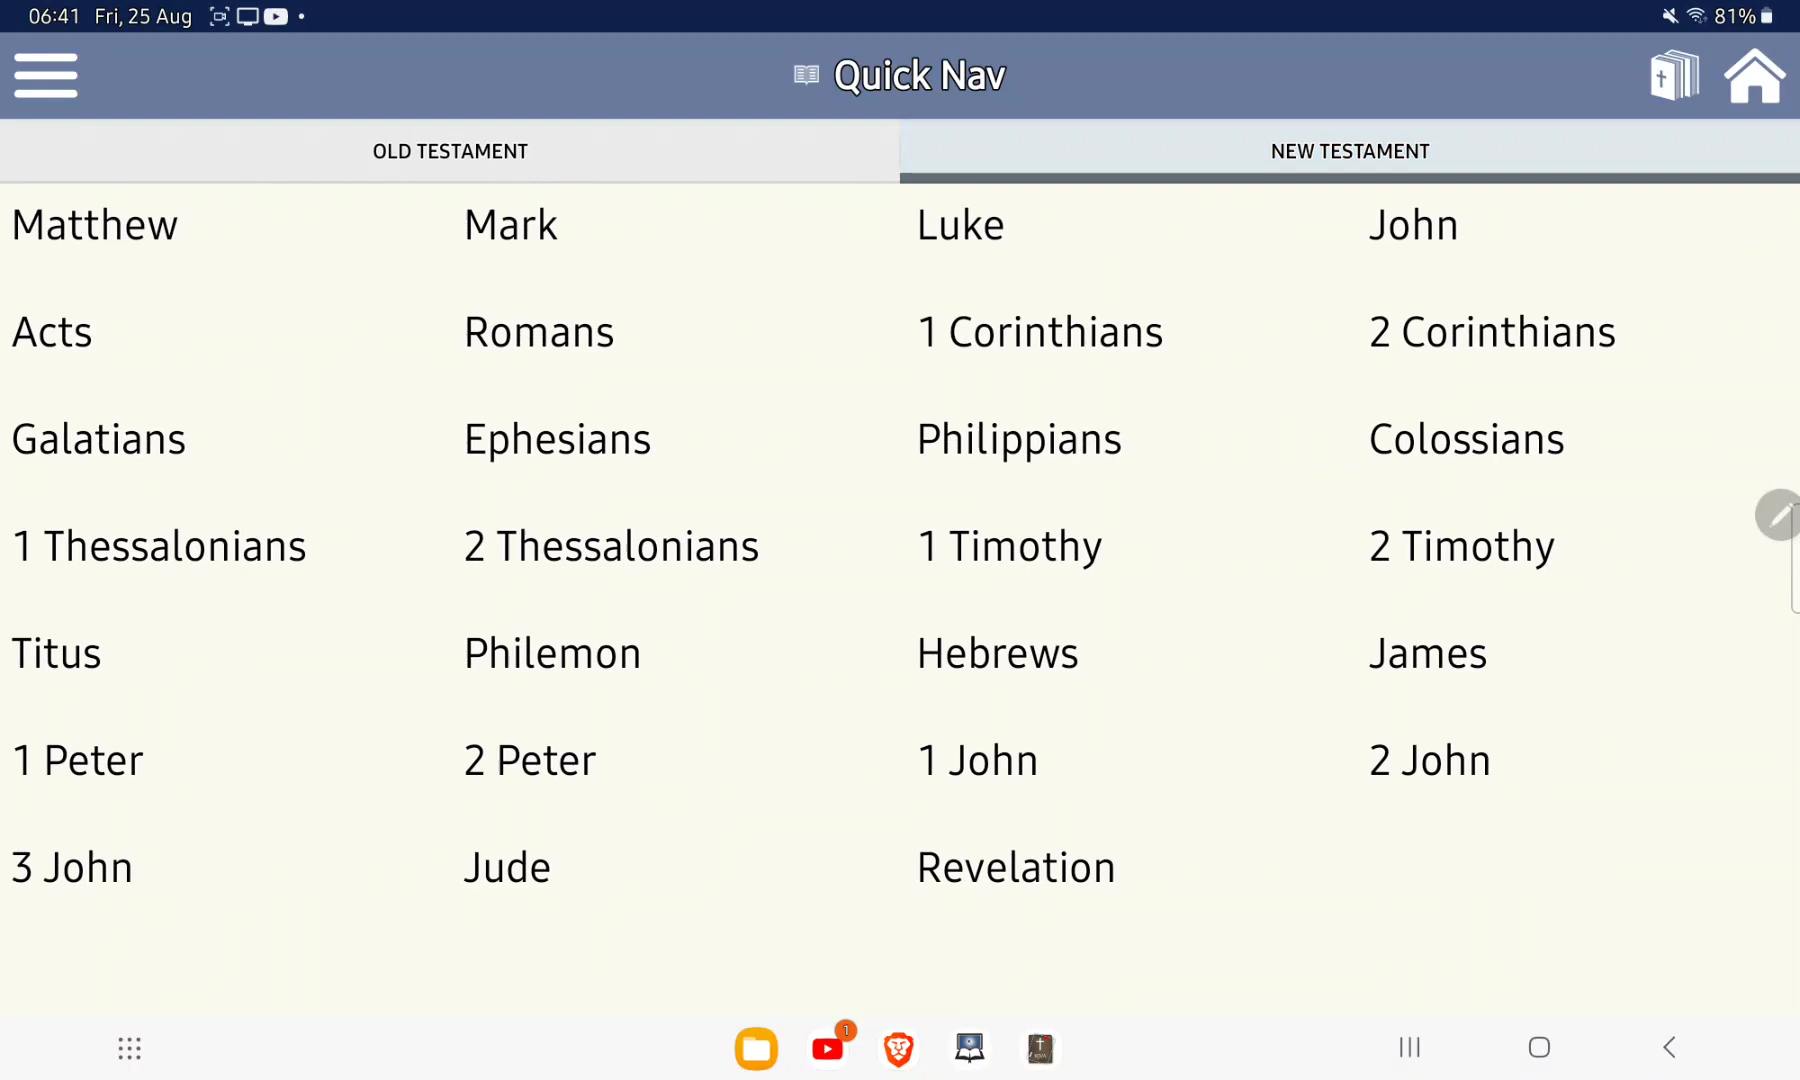 06:41 Fri, 25 Aug 81%
Quick Nav
OLD TESTAMENT NEW TESTAMENT
Matthew Mark Luke John
Acts Romans 1 Corinthians 2 Corinthians
Galatians Ephesians Philippians Colossians
1 Thessalonians 2 Thessalonians 1 Timothy 2 Timothy
Titus Philemon Hebrews James
1 Peter 2 Peter 1 John 2 John
3 John Jude Revelation
1